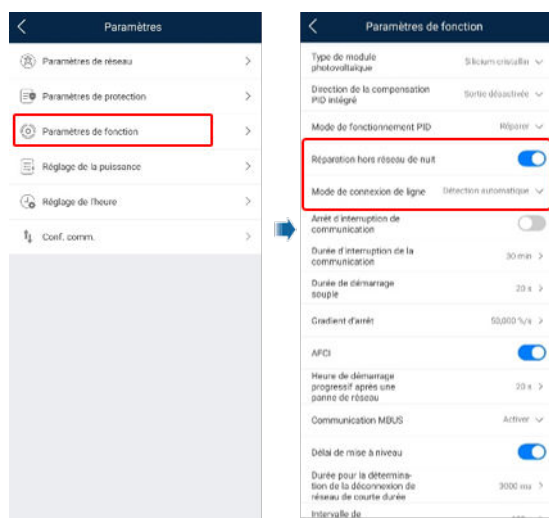 Paramètres
Paramètres de réseau
Paramètres de protection
Paramètres de fonction
Réglage de la puissance
Réglage de l'heure
Conf. comm.
Paramètres de fonction
Type de module
photovoltaïque
Silicium cristallin
Direction de la compensation
PID intégré
Sortie désactivée
Mode de fonctionnement PID
Réparer
Réparation hors réseau de nuit
Mode de connexion de ligne
Détection automatique
Arrêt d'interruption de
communication
Durée d'interruption de la
communication
30 min
Durée de démarrage
souple
20 s
Gradient d'arrêt
50,000 %/s
AFCI
Heure de démarrage
progressif après une
panne de réseau
20 s
Communication MBUS
Activer
Délai de mise à niveau
Durée pour la détermina-
tion de la déconnexion de
réseau de courte durée
3000 ms
Intervalle de